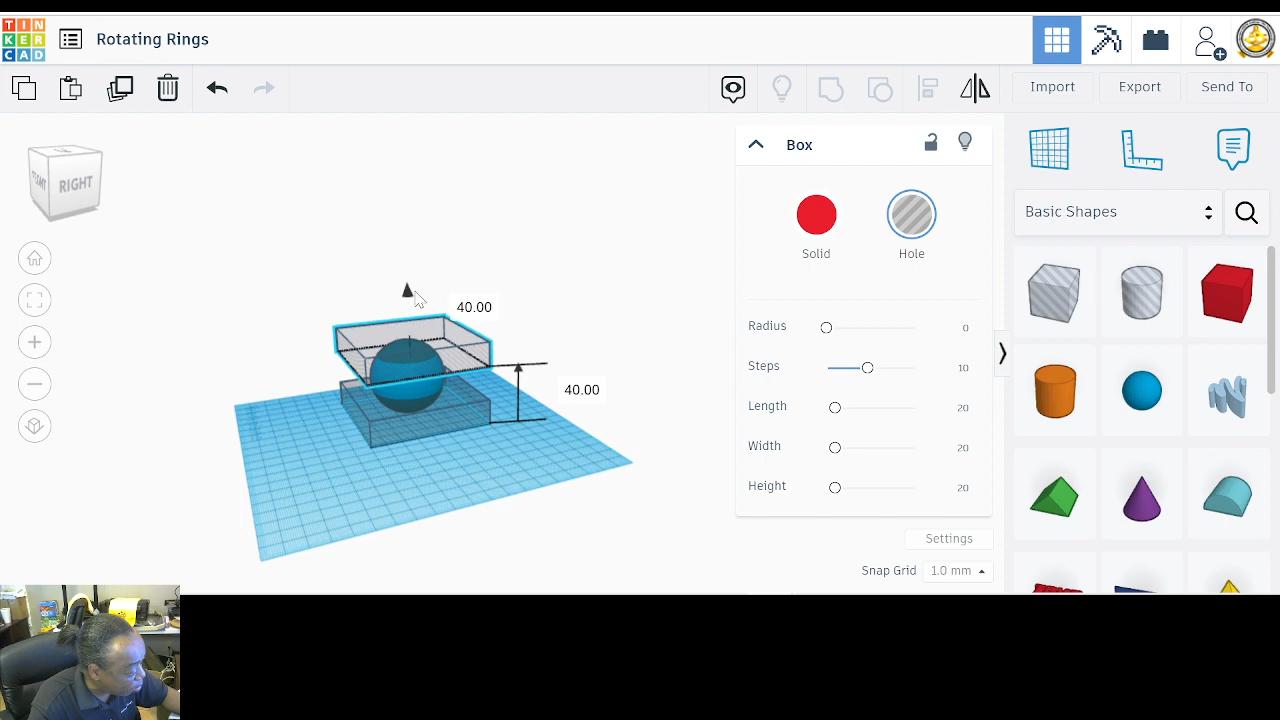 TIN
KER
CAD
Rotating Rings
Import
Export
Send To
RIGHT
Box
Solid
Hole
Radius 0
Steps 10
Length 20
Width 20
Height 20
Settings
Snap Grid 1.0 mm
Basic Shapes
40.00
40.00